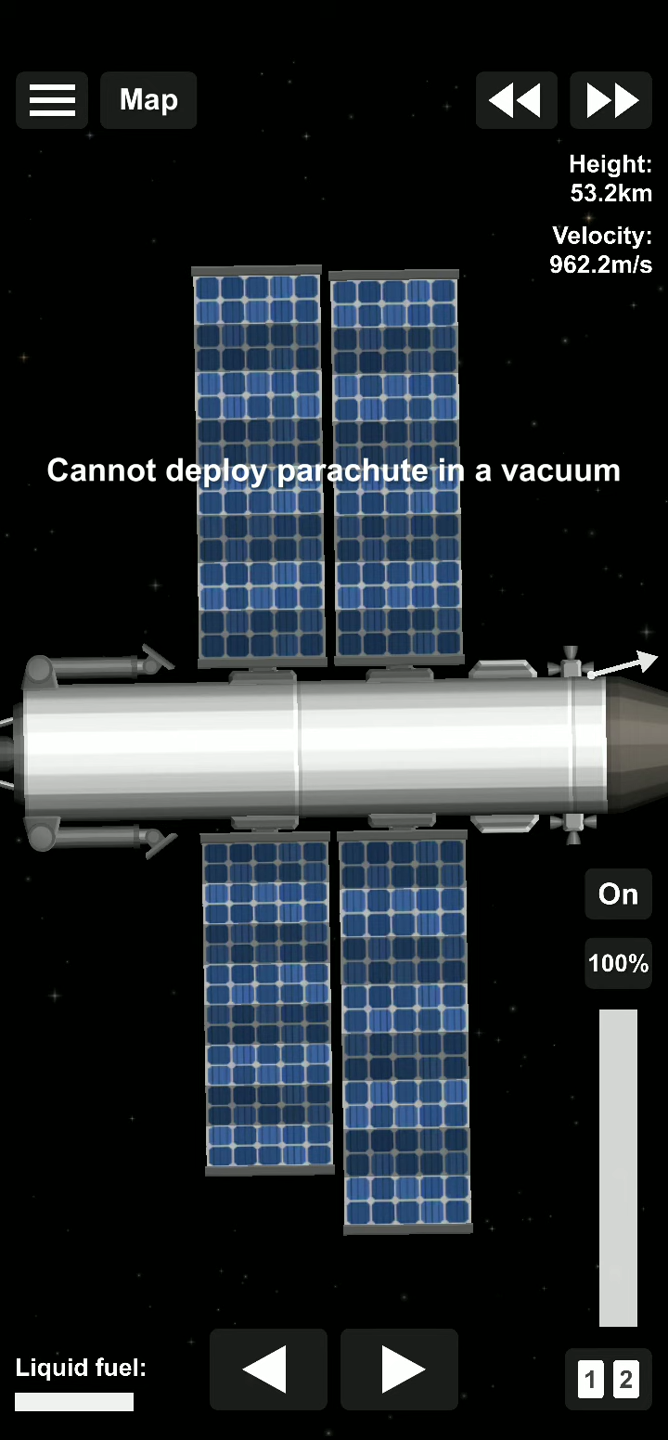 Map
Height:
53.2km
Velocity:
962.2m/s
Cannot deploy parachute in a vacuum
On
100%
Liquid fuel:
1 2